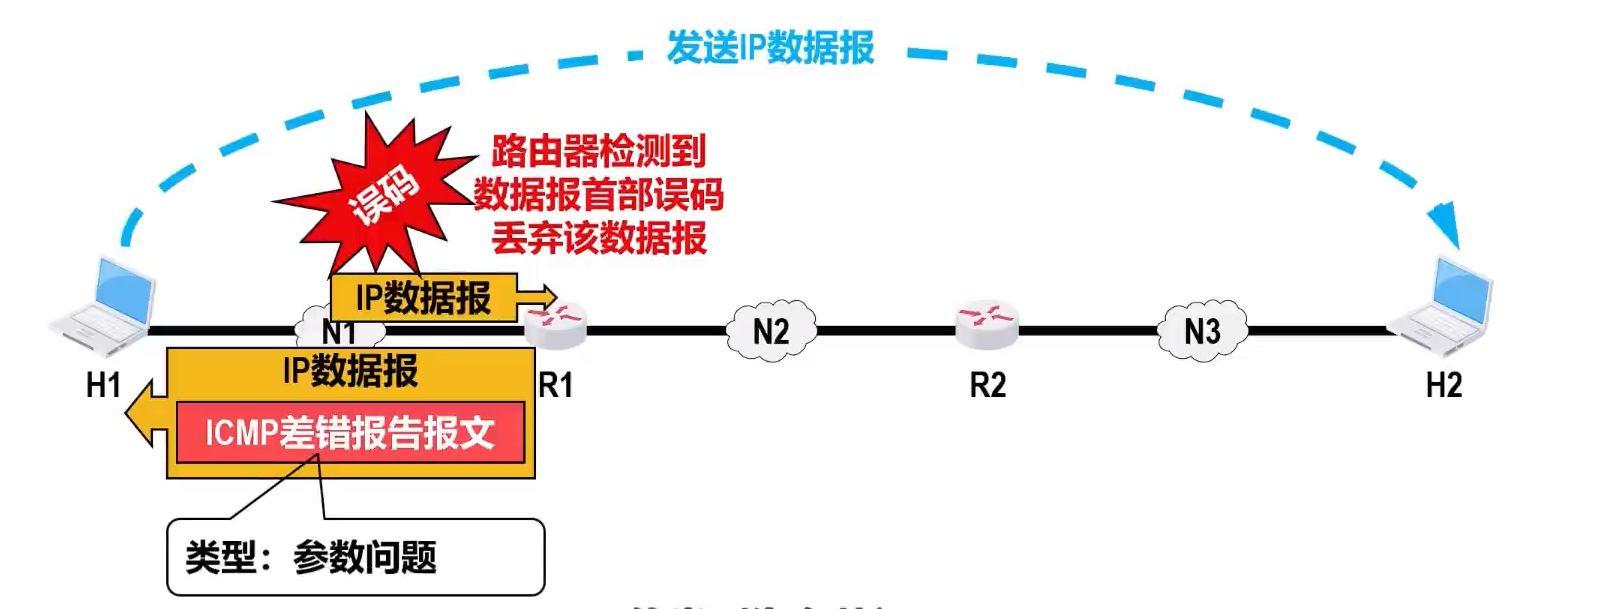 发送IP数据报
误码
路由器检测到
数据报首部误码
丢弃该数据报
IP数据报
N1
N2
N3
H1
R1
R2
H2
IP数据报
ICMP差错报告报文
类型：参数问题